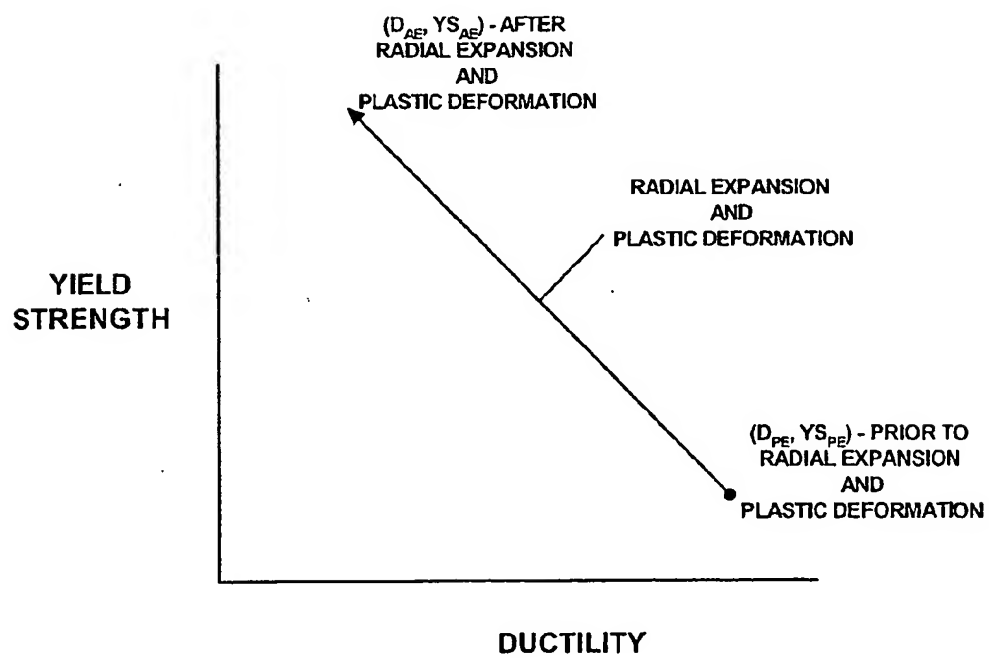 (D_AE, YS_AE) - AFTER
RADIAL EXPANSION
AND
PLASTIC DEFORMATION
RADIAL EXPANSION
AND
PLASTIC DEFORMATION
YIELD
STRENGTH
(D_PE, YS_PE) - PRIOR TO
RADIAL EXPANSION
AND
PLASTIC DEFORMATION
DUCTILITY